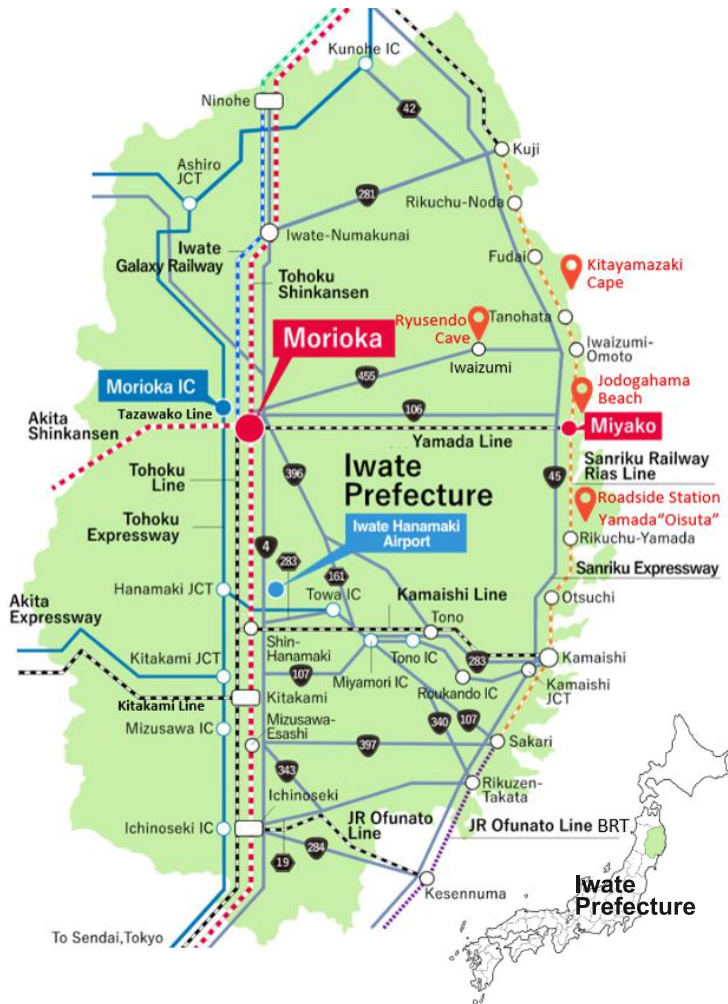 Kunohe IC
Ninohe
42
Kuji
Ashiro
JCT
281
Rikuchu-Noda
Iwate-Numakunai
Iwate
Galaxy Railway
Fudai
Kitayamazaki
Cape
Tohoku
Shinkansen
Ryusendo
Cave
Tanohata
Morioka
Iwaizumi-
Omoto
Iwaizumi
455
Morioka IC
Jodogahama
Beach
Tazawako Line
106
Akita
Shinkansen
Miyako
Yamada Line
Tohoku
Line
396
Iwate
Prefecture
45
Sanriku Railway
Rias Line
Roadside Station
Yamada"Oisuta"
Tohoku
Expressway
Iwate Hanamaki
Airport
4
Rikuchu-Yamada
283
161
Sanriku Expressway
Hanamaki JCT
Towa IC
Kamaishi Line
Otsuchi
Akita
Expressway
Tono
Shin-
Hanamaki
Kitakami JCT
107
Miyamori IC
Tono IC
283
Kamaishi
Kamaishi
JCT
Roukando IC
Kitakami Line
Kitakami
Mizusawa IC
Mizusawa-
Esashi
340
107
397
Sakari
343
Rikuzen-
Takata
Ichinoseki
Ichinoseki IC
JR Ofunato
Line
JR Ofunato Line BRT
19
284
Kesennuma
Iwate
Prefecture
To Sendai,Tokyo